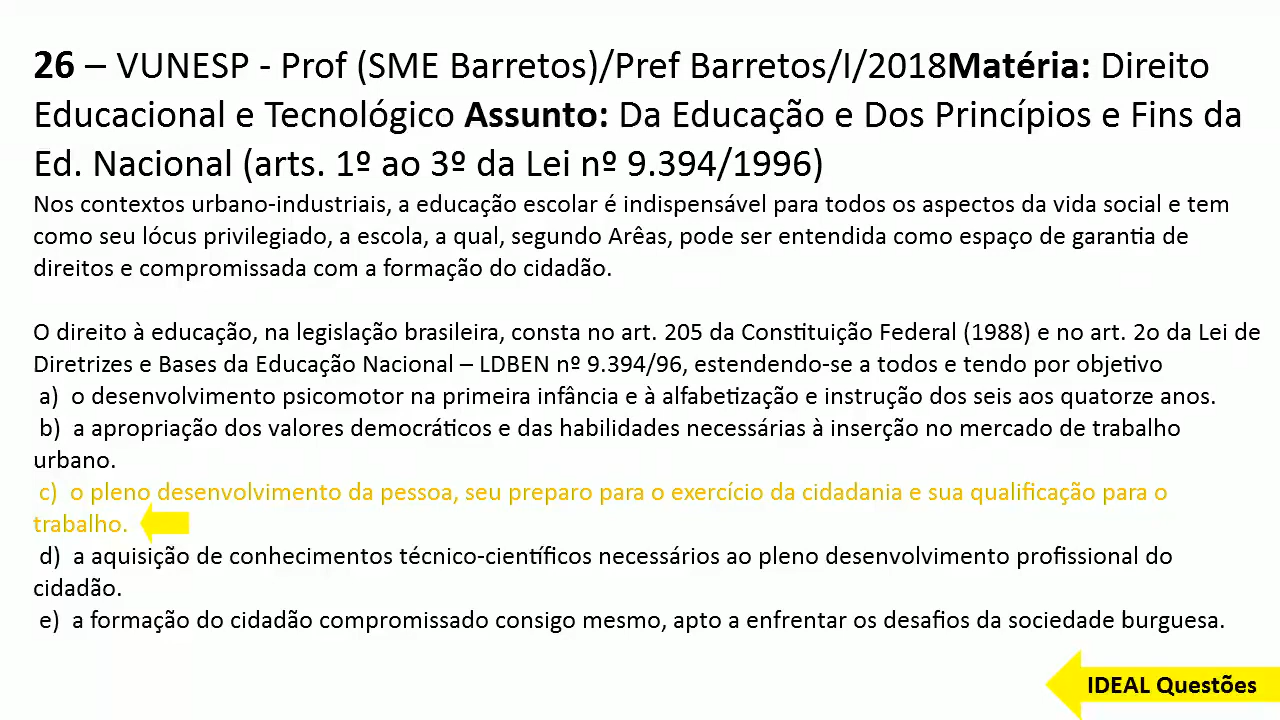 26 – VUNESP - Prof (SME Barretos)/Pref Barretos/I/2018Matéria: Direito
Educacional e Tecnológico Assunto: Da Educação e Dos Princípios e Fins da
Ed. Nacional (arts. 1º ao 3º da Lei nº 9.394/1996)
Nos contextos urbano-industriais, a educação escolar é indispensável para todos os aspectos da vida social e tem
como seu lócus privilegiado, a escola, a qual, segundo Arêas, pode ser entendida como espaço de garantia de
direitos e compromissada com a formação do cidadão.
O direito à educação, na legislação brasileira, consta no art. 205 da Constituição Federal (1988) e no art. 2o da Lei de
Diretrizes e Bases da Educação Nacional – LDBEN nº 9.394/96, estendendo-se a todos e tendo por objetivo
a) o desenvolvimento psicomotor na primeira infância e à alfabetização e instrução dos seis aos quatorze anos.
b) a apropriação dos valores democráticos e das habilidades necessárias à inserção no mercado de trabalho
urbano.
c) o pleno desenvolvimento da pessoa, seu preparo para o exercício da cidadania e sua qualificação para o
trabalho.
d) a aquisição de conhecimentos técnico-científicos necessários ao pleno desenvolvimento profissional do
cidadão.
e) a formação do cidadão compromissado consigo mesmo, apto a enfrentar os desafios da sociedade burguesa.
IDEAL Questões